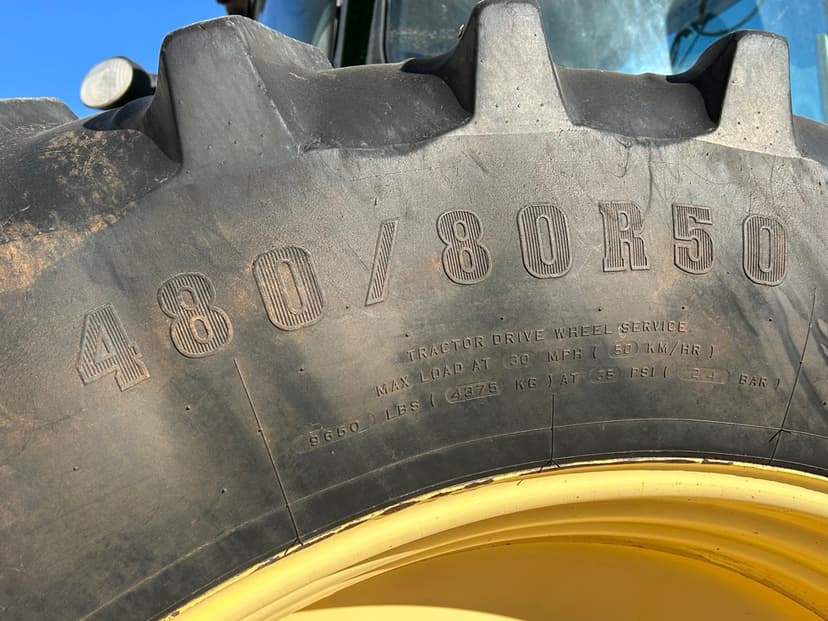 480/80R50
TRACTOR DRIVE WHEEL SERVICE
MAX LOAD AT 30 MPH ( 50 KM/HR )
9650 LBS ( 4375 KG ) AT 35 PSI ( 2.4 BAR )